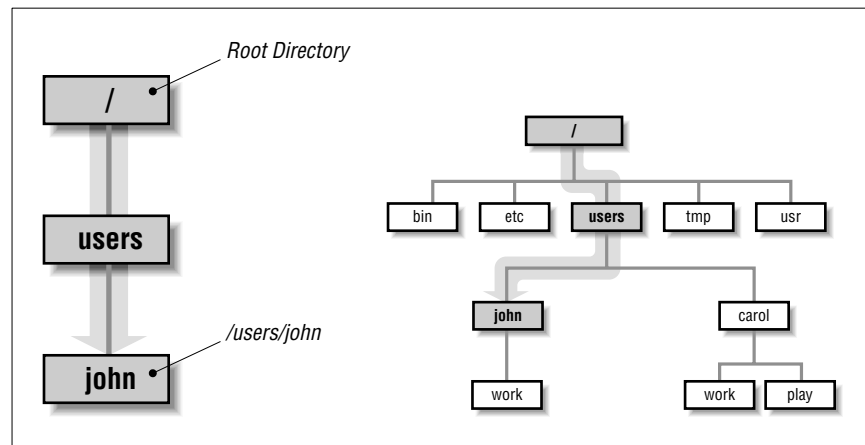 Root Directory
/
users
/users/john
john
/
bin etc users tmp usr
john carol
work work play